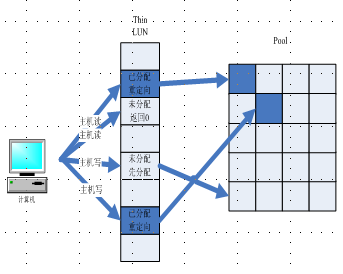 Thin
LUN
Pool
已分配
重定向
未分配
返回0
主机读
主机读
未分配
先分配
主机写
主机写
已分配
重定向
计算机